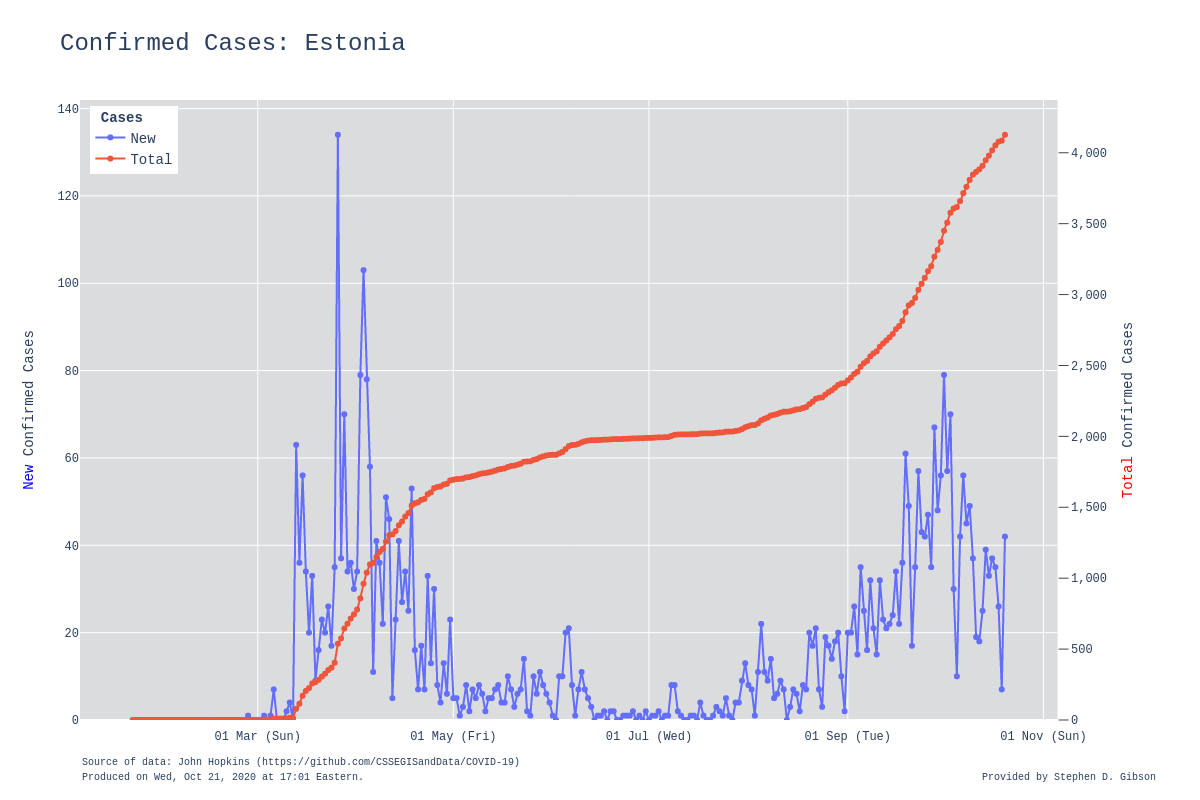 Confirmed Cases: Estonia
Cases
New
Total
140
120
100
80
60
40
20
0
New Confirmed Cases
4,000
3,500
3,000
2,500
2,000
1,500
1,000
500
0
Total Confirmed Cases
01 Mar (Sun)
01 May (Fri)
01 Jul (Wed)
01 Sep (Tue)
01 Nov (Sun)
Source of data: John Hopkins (https://github.com/CSSEGISandData/COVID-19)
Produced on Wed, Oct 21, 2020 at 17:01 Eastern.
Provided by Stephen D. Gibson